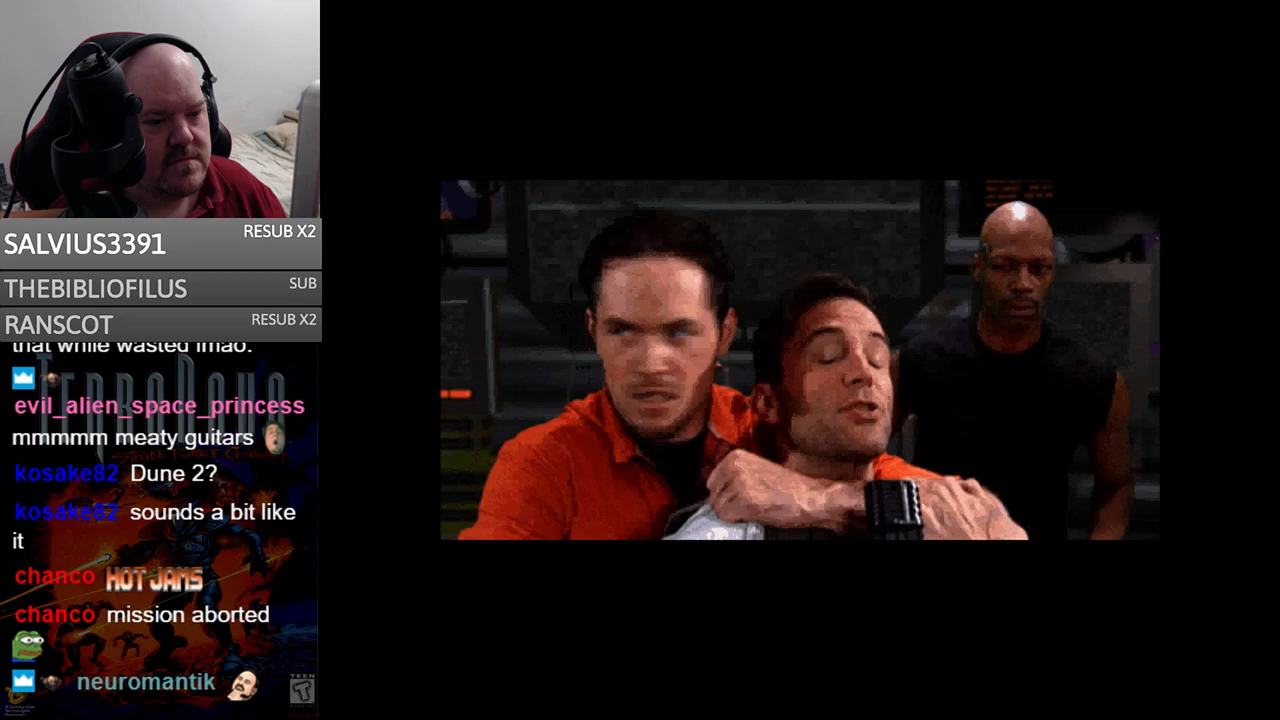 SALVIUS3391 RESUB X2
THEBIBLIOFILUS SUB
RANSCOT RESUB X2
that while wasted lmao.
evil_alien_space_princess
mmmmm meaty guitars
kosake82 Dune 2?
kosake82 sounds a bit like
it
chanco HOT JAMS
chanco mission aborted
neuromantik
TEEN
T